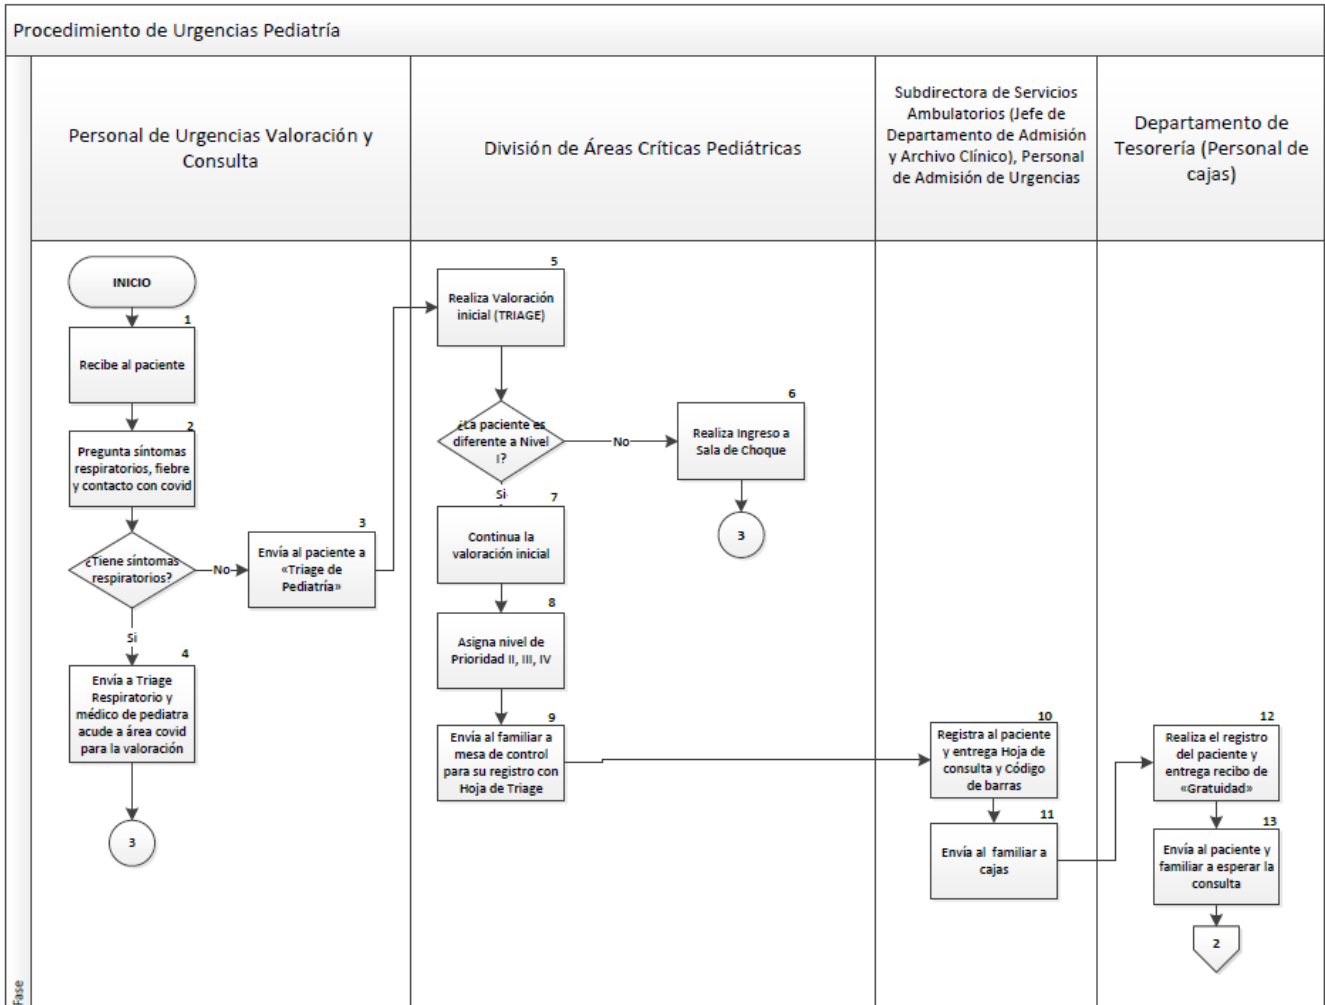 Procedimiento de Urgencias Pediatría
Personal de Urgencias Valoración y
Consulta
División de Áreas Críticas Pediátricas
Subdirectora de Servicios
Ambulatorios (Jefe de
Departamento de Admisión
y Archivo Clínico), Personal
de Admisión de Urgencias
Departamento de
Tesorería (Personal de
cajas)
Fase
INICIO
1
Recibe al paciente
2
Pregunta síntomas
respiratorios, fiebre
y contacto con covid
¿Tiene síntomas
respiratorios?
No
3
Envía al paciente a
«Triage de
Pediatría»
Si
4
Envía a Triage
Respiratorio y
médico de pediatra
acude a área covid
para la valoración
3
5
Realiza Valoración
inicial (TRIAGE)
¿La paciente es
diferente a Nivel
I?
No
6
Realiza Ingreso a
Sala de Choque
3
Si
7
Continua la
valoración inicial
8
Asigna nivel de
Prioridad II, III, IV
9
Envía al familiar a
mesa de control
para su registro con
Hoja de Triage
10
Registra al paciente
y entrega Hoja de
consulta y Código
de barras
11
Envía al familiar a
cajas
12
Realiza el registro
del paciente y
entrega recibo de
«Gratuidad»
13
Envía al paciente y
familiar a esperar la
consulta
2